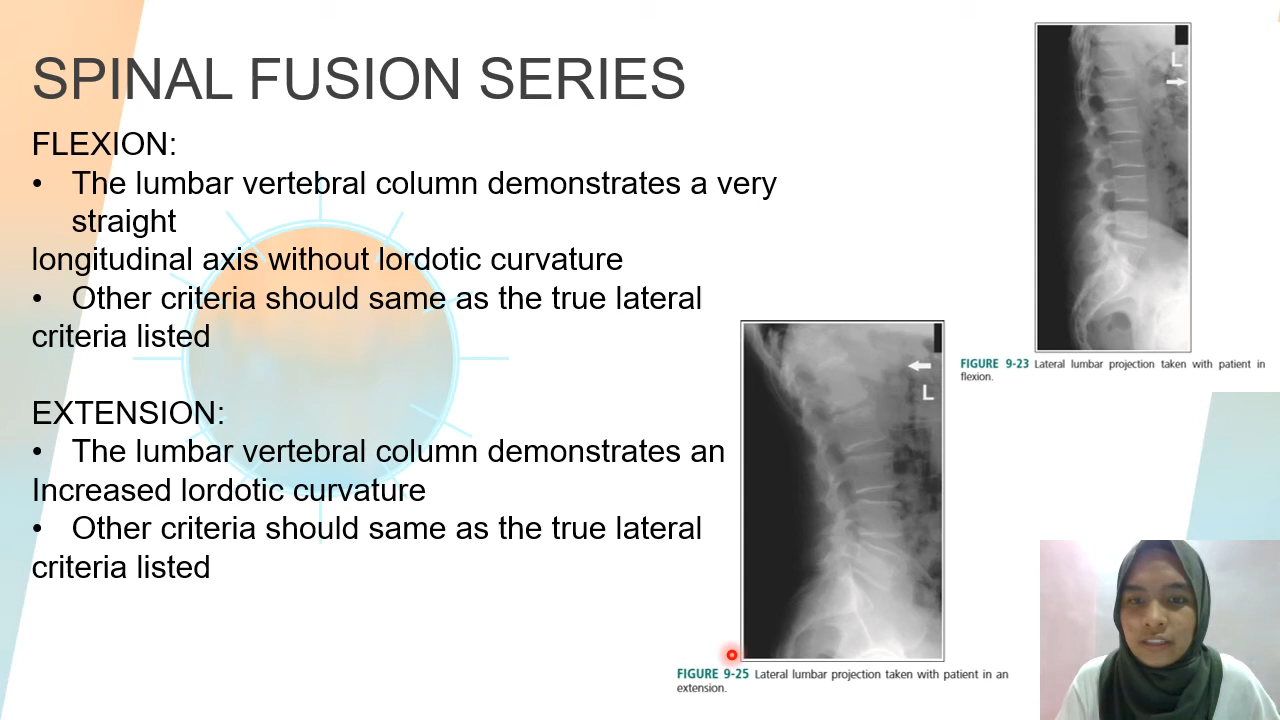 SPINAL FUSION SERIES
FLEXION:
• The lumbar vertebral column demonstrates a very
straight
longitudinal axis without lordotic curvature
• Other criteria should same as the true lateral
criteria listed
EXTENSION:
• The lumbar vertebral column demonstrates an
Increased lordotic curvature
• Other criteria should same as the true lateral
criteria listed
L
FIGURE 9-23 Lateral lumbar projection taken with patient in
flexion.
L
FIGURE 9-25 Lateral lumbar projection taken with patient in an
extension.